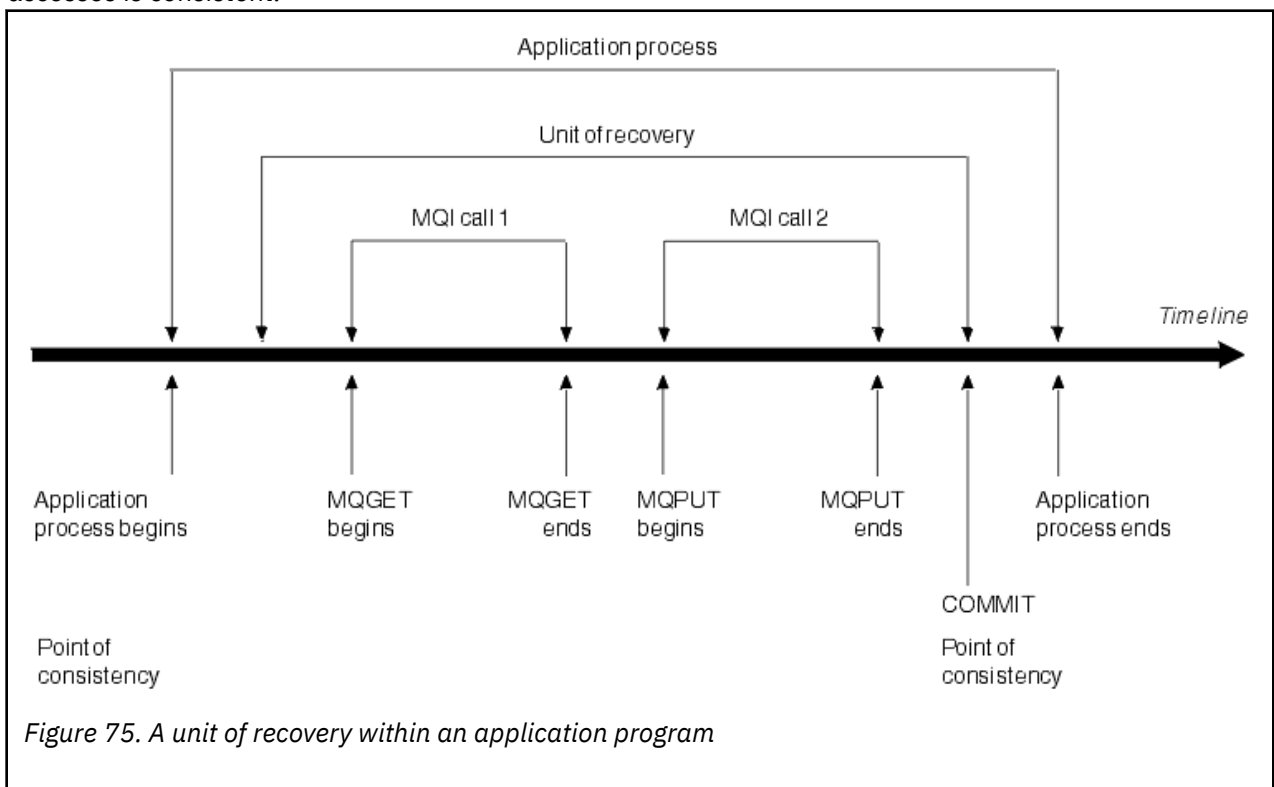 Application process
Unit of recovery
MQI call 1
MQI call 2
Timeline
Application
process begins
MQGET
begins
MQGET
ends
MQPUT
begins
MQPUT
ends
Application
process ends
COMMIT
Point of
consistency
Point of
consistency
Figure 75. A unit of recovery within an application program